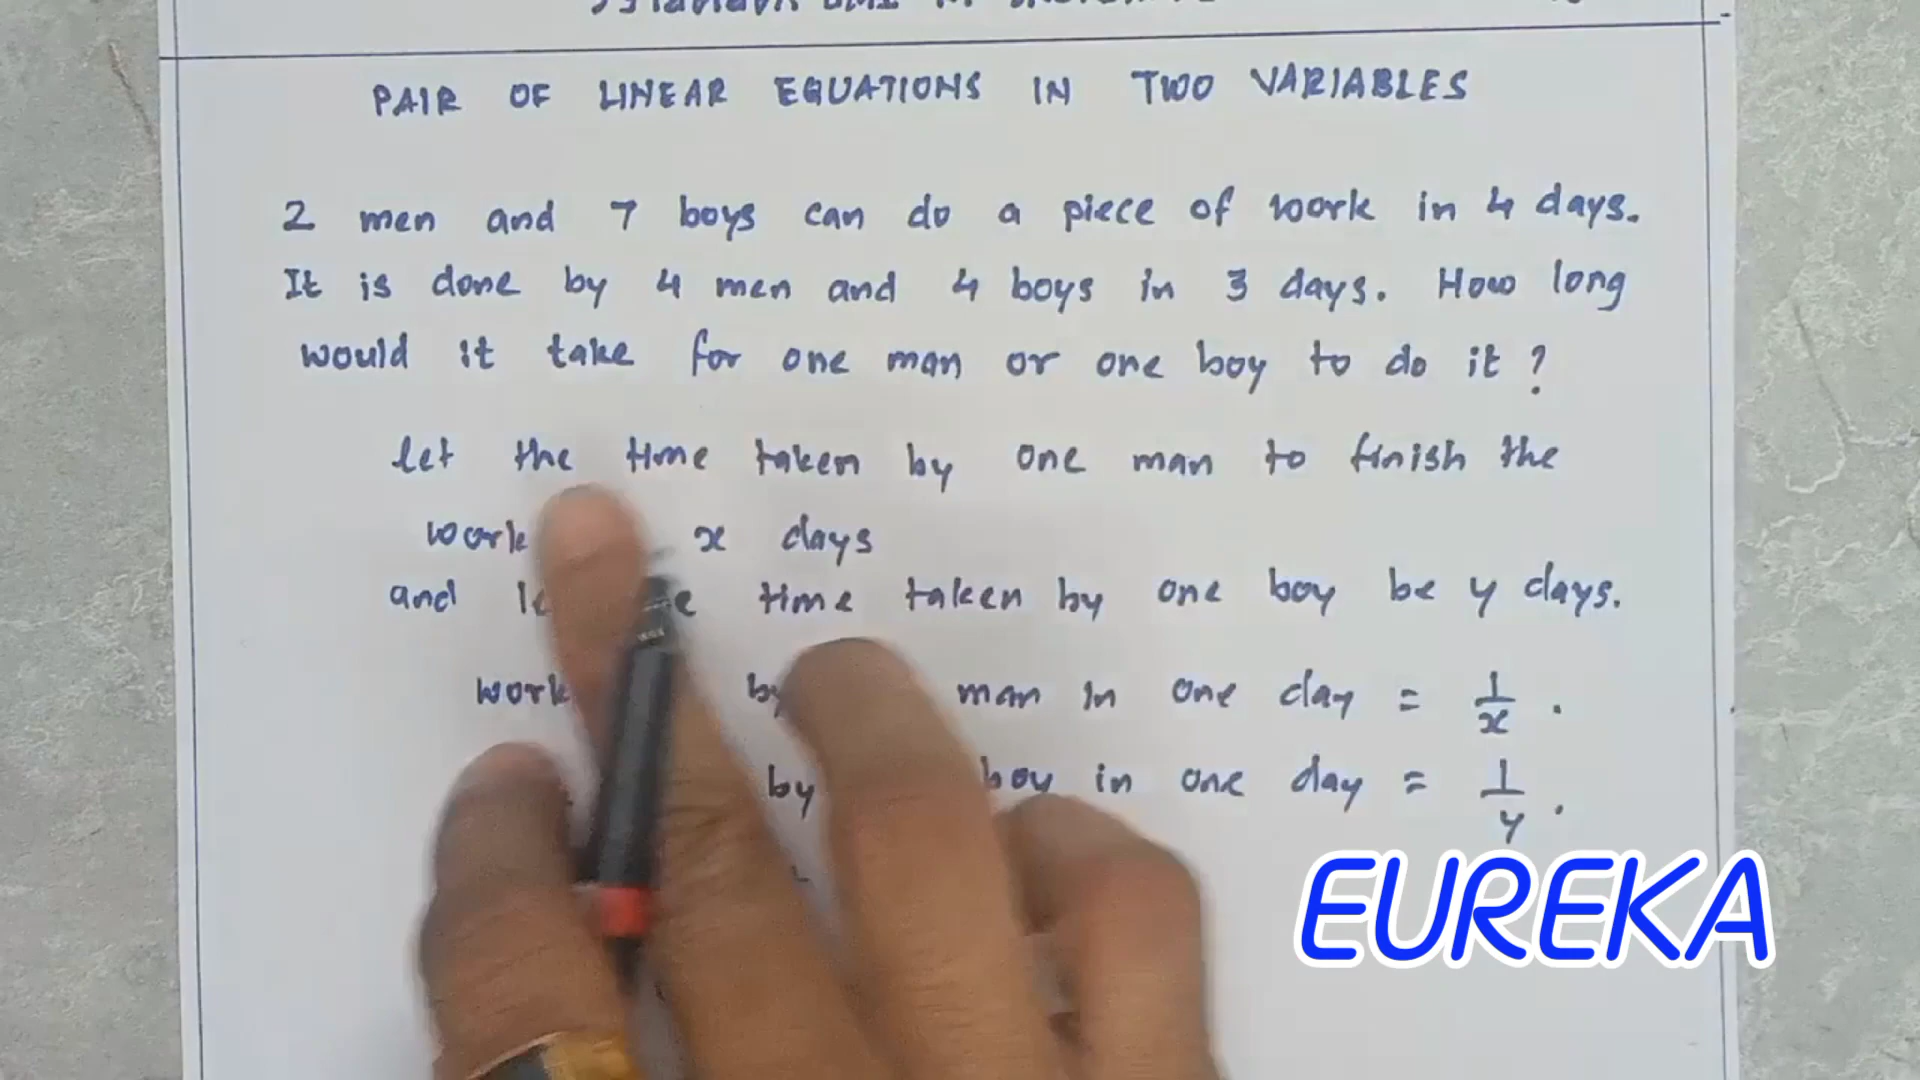 PAIR OF LINEAR EQUATIONS IN TWO VARIABLES
2 men and 7 boys can do a piece of work in 4 days.
It is done by 4 men and 4 boys in 3 days. How long
would it take for one man or one boy to do it?
let the time taken by one man to finish the
work x days
and time taken by one boy be y days.
work by man in one day = 1/x.
by boy in one day = 1/y.
EUREKA